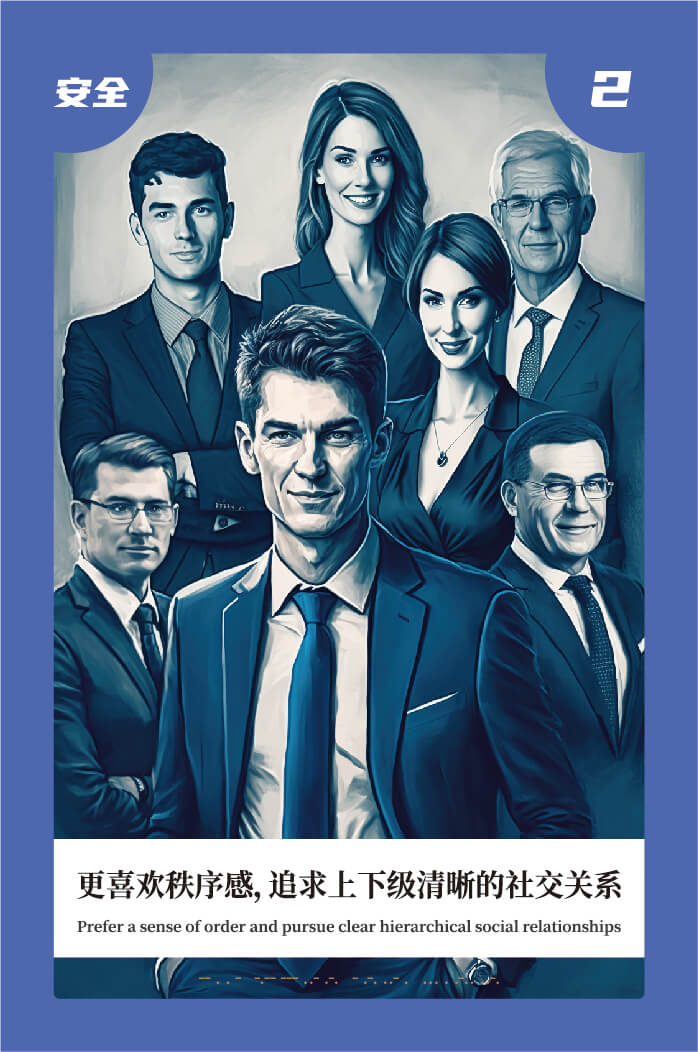 安全
2
更喜欢秩序感, 追求上下级清晰的社交关系
Prefer a sense of order and pursue clear hierarchical social relationships